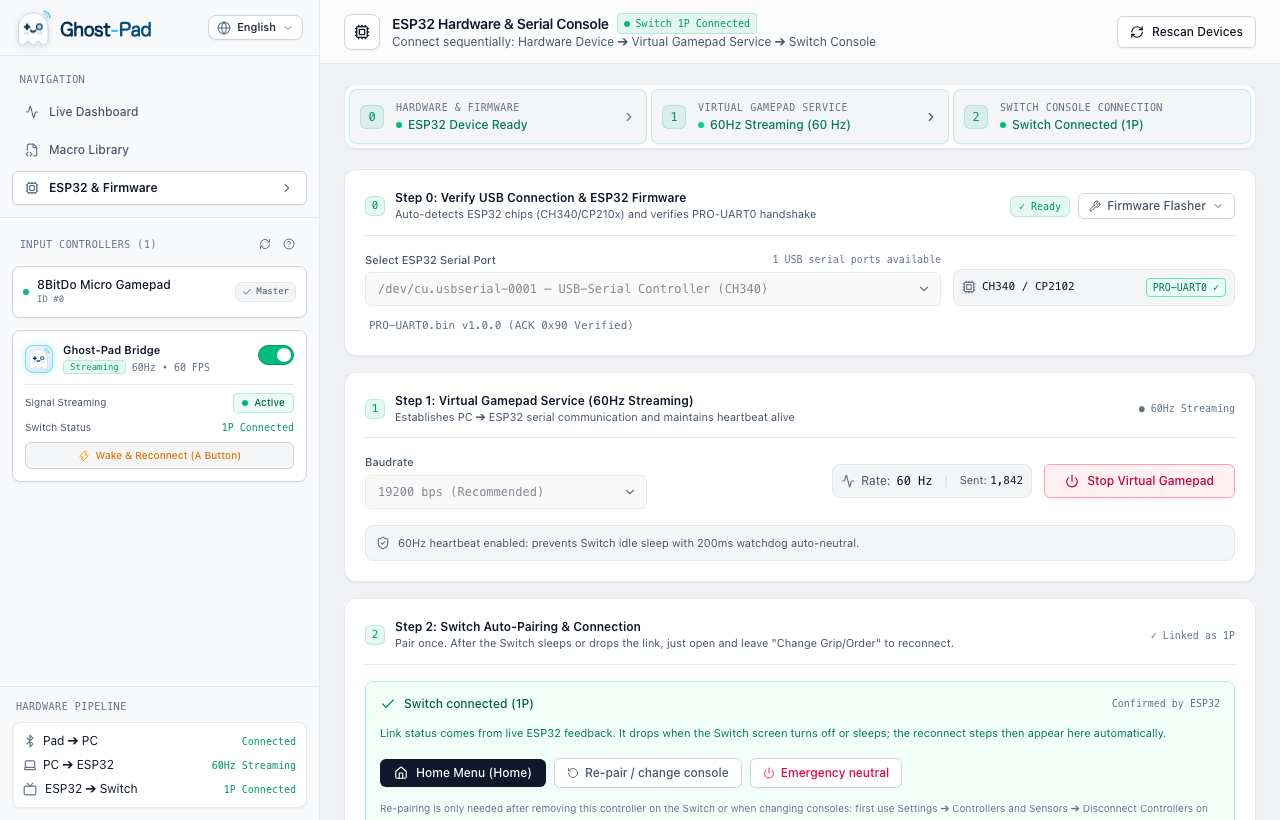 Ghost-Pad
English
NAVIGATION
Live Dashboard
Macro Library
ESP32 & Firmware
INPUT CONTROLLERS (1)
8BitDo Micro Gamepad
ID #0
✓ Master
Ghost-Pad Bridge
Streaming 60Hz • 60 FPS
Signal Streaming
Active
Switch Status
1P Connected
Wake & Reconnect (A Button)
HARDWARE PIPELINE
Pad → PC
Connected
PC → ESP32
60Hz Streaming
ESP32 → Switch
1P Connected
ESP32 Hardware & Serial Console
Switch 1P Connected
Connect sequentially: Hardware Device → Virtual Gamepad Service → Switch Console
Rescan Devices
0
HARDWARE & FIRMWARE
ESP32 Device Ready
1
VIRTUAL GAMEPAD SERVICE
60Hz Streaming (60 Hz)
2
SWITCH CONSOLE CONNECTION
Switch Connected (1P)
0
Step 0: Verify USB Connection & ESP32 Firmware
Auto-detects ESP32 chips (CH340/CP210x) and verifies PRO-UART0 handshake
✓ Ready
Firmware Flasher
Select ESP32 Serial Port
1 USB serial ports available
/dev/cu.usbserial-0001 — USB-Serial Controller (CH340)
CH340 / CP2102
PRO-UART0 ✓
PRO-UART0.bin v1.0.0 (ACK 0x90 Verified)
1
Step 1: Virtual Gamepad Service (60Hz Streaming)
Establishes PC → ESP32 serial communication and maintains heartbeat alive
● 60Hz Streaming
Baudrate
19200 bps (Recommended)
Rate: 60 Hz | Sent: 1,842
Stop Virtual Gamepad
60Hz heartbeat enabled: prevents Switch idle sleep with 200ms watchdog auto-neutral.
2
Step 2: Switch Auto-Pairing & Connection
Pair once. After the Switch sleeps or drops the link, just open and leave "Change Grip/Order" to reconnect.
✓ Linked as 1P
Switch connected (1P)
Confirmed by ESP32
Link status comes from live ESP32 feedback. It drops when the Switch screen turns off or sleeps; the reconnect steps then appear here automatically.
Home Menu (Home)
Re-pair / change console
Emergency neutral
Re-pairing is only needed after removing this controller on the Switch or when changing consoles: first use Settings → Controllers and Sensors → Disconnect Controllers on